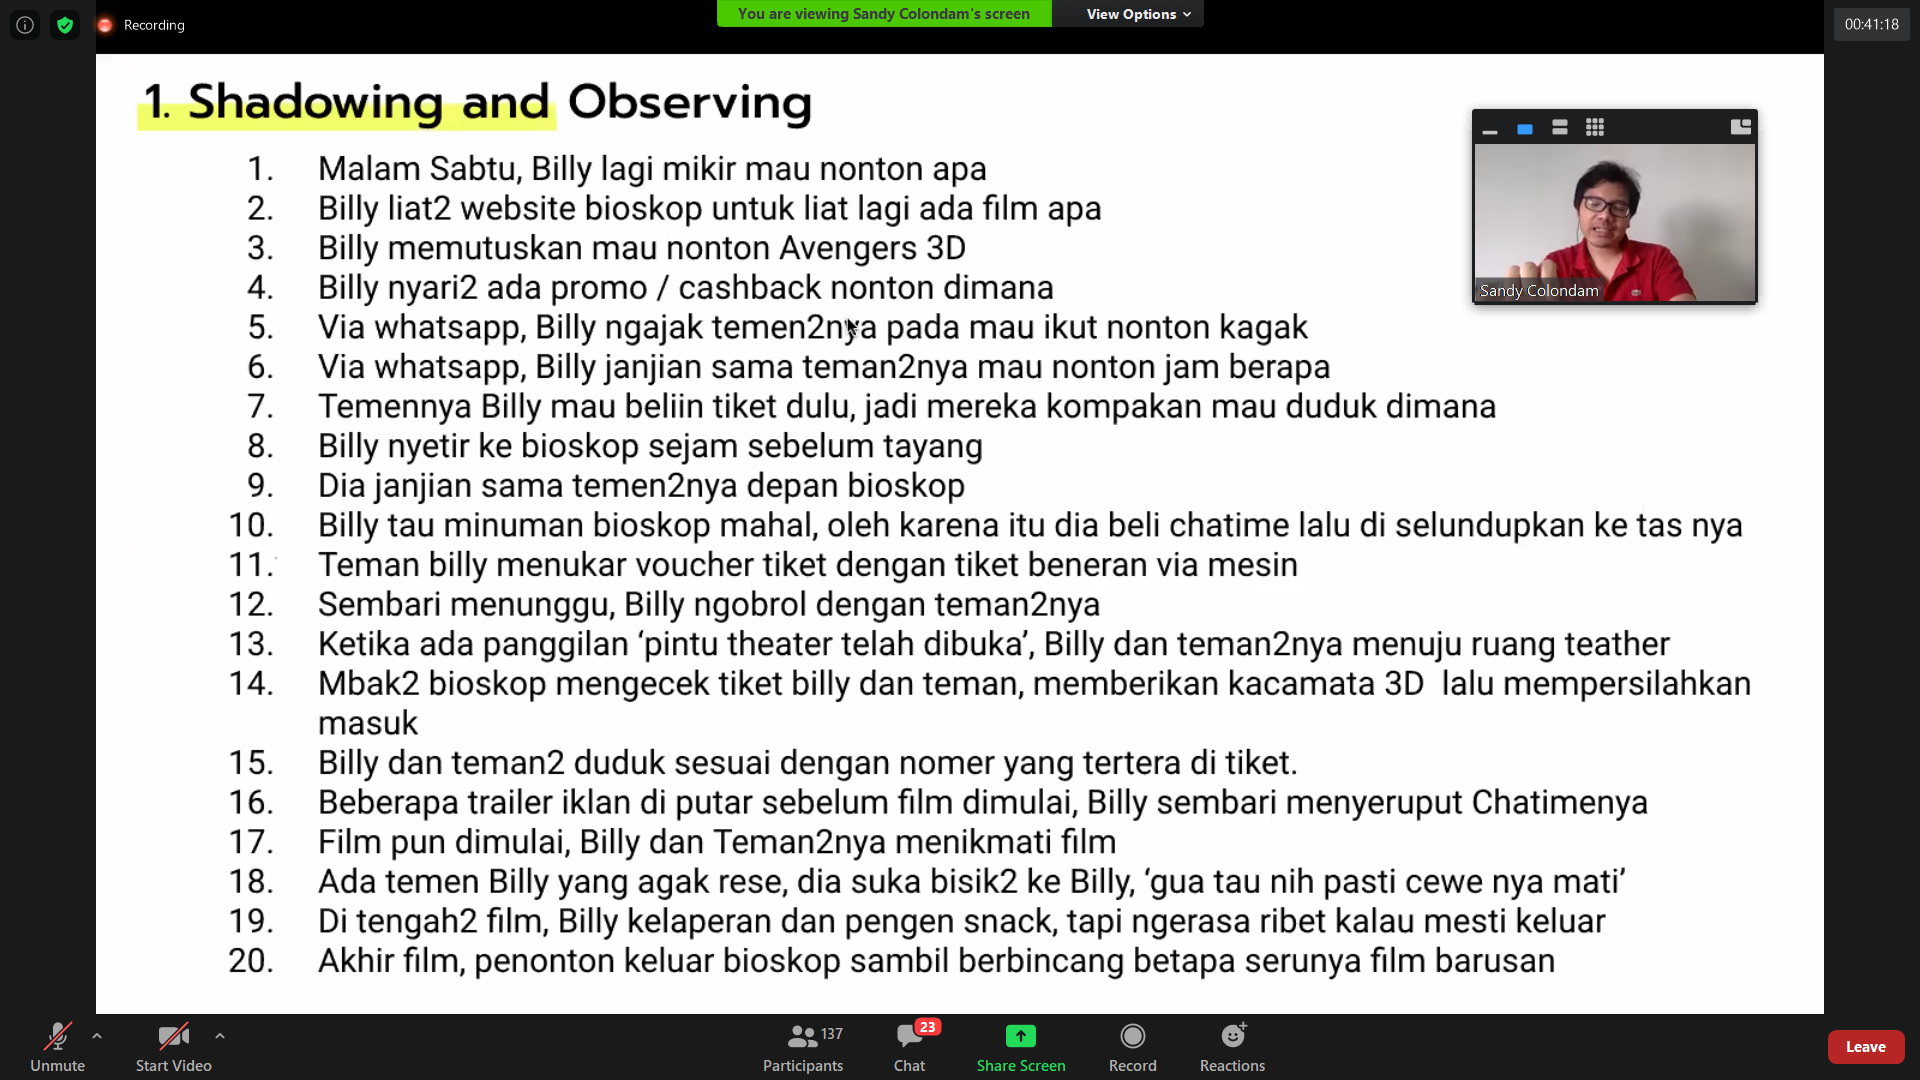 Recording
You are viewing Sandy Colondam's screen
View Options
00:41:18
1. Shadowing and Observing
1. Malam Sabtu, Billy lagi mikir mau nonton apa
2. Billy liat2 website bioskop untuk liat lagi ada film apa
3. Billy memutuskan mau nonton Avengers 3D
4. Billy nyari2 ada promo / cashback nonton dimana
5. Via whatsapp, Billy ngajak temen2nya pada mau ikut nonton kagak
6. Via whatsapp, Billy janjian sama teman2nya mau nonton jam berapa
7. Temennya Billy mau beliin tiket dulu, jadi mereka kompakan mau duduk dimana
8. Billy nyetir ke bioskop sejam sebelum tayang
9. Dia janjian sama temen2nya depan bioskop
10. Billy tau minuman bioskop mahal, oleh karena itu dia beli chatime lalu di selundupkan ke tas nya
11. Teman billy menukar voucher tiket dengan tiket beneran via mesin
12. Sembari menunggu, Billy ngobrol dengan teman2nya
13. Ketika ada panggilan ‘pintu theater telah dibuka’, Billy dan teman2nya menuju ruang teather
14. Mbak2 bioskop mengecek tiket billy dan teman, memberikan kacamata 3D lalu mempersilahkan
masuk
15. Billy dan teman2 duduk sesuai dengan nomer yang tertera di tiket.
16. Beberapa trailer iklan di putar sebelum film dimulai, Billy sembari menyeruput Chatimenya
17. Film pun dimulai, Billy dan Teman2nya menikmati film
18. Ada temen Billy yang agak rese, dia suka bisik2 ke Billy, ‘gua tau nih pasti cewe nya mati’
19. Di tengah2 film, Billy kelaperan dan pengen snack, tapi ngerasa ribet kalau mesti keluar
20. Akhir film, penonton keluar bioskop sambil berbincang betapa serunya film barusan
Sandy Colondam
Unmute
Start Video
137
Participants
23
Chat
Share Screen
Record
Reactions
Leave